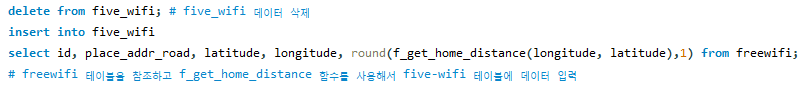 delete from five_wifi; # five_wifi 데이터 삭제
insert into five_wifi
select id, place_addr_road, latitude, longitude, round(f_get_home_distance(longitude, latitude),1) from freewifi;
# freewifi 테이블을 참조하고 f_get_home_distance 함수를 사용해서 five-wifi 테이블에 데이터 입력